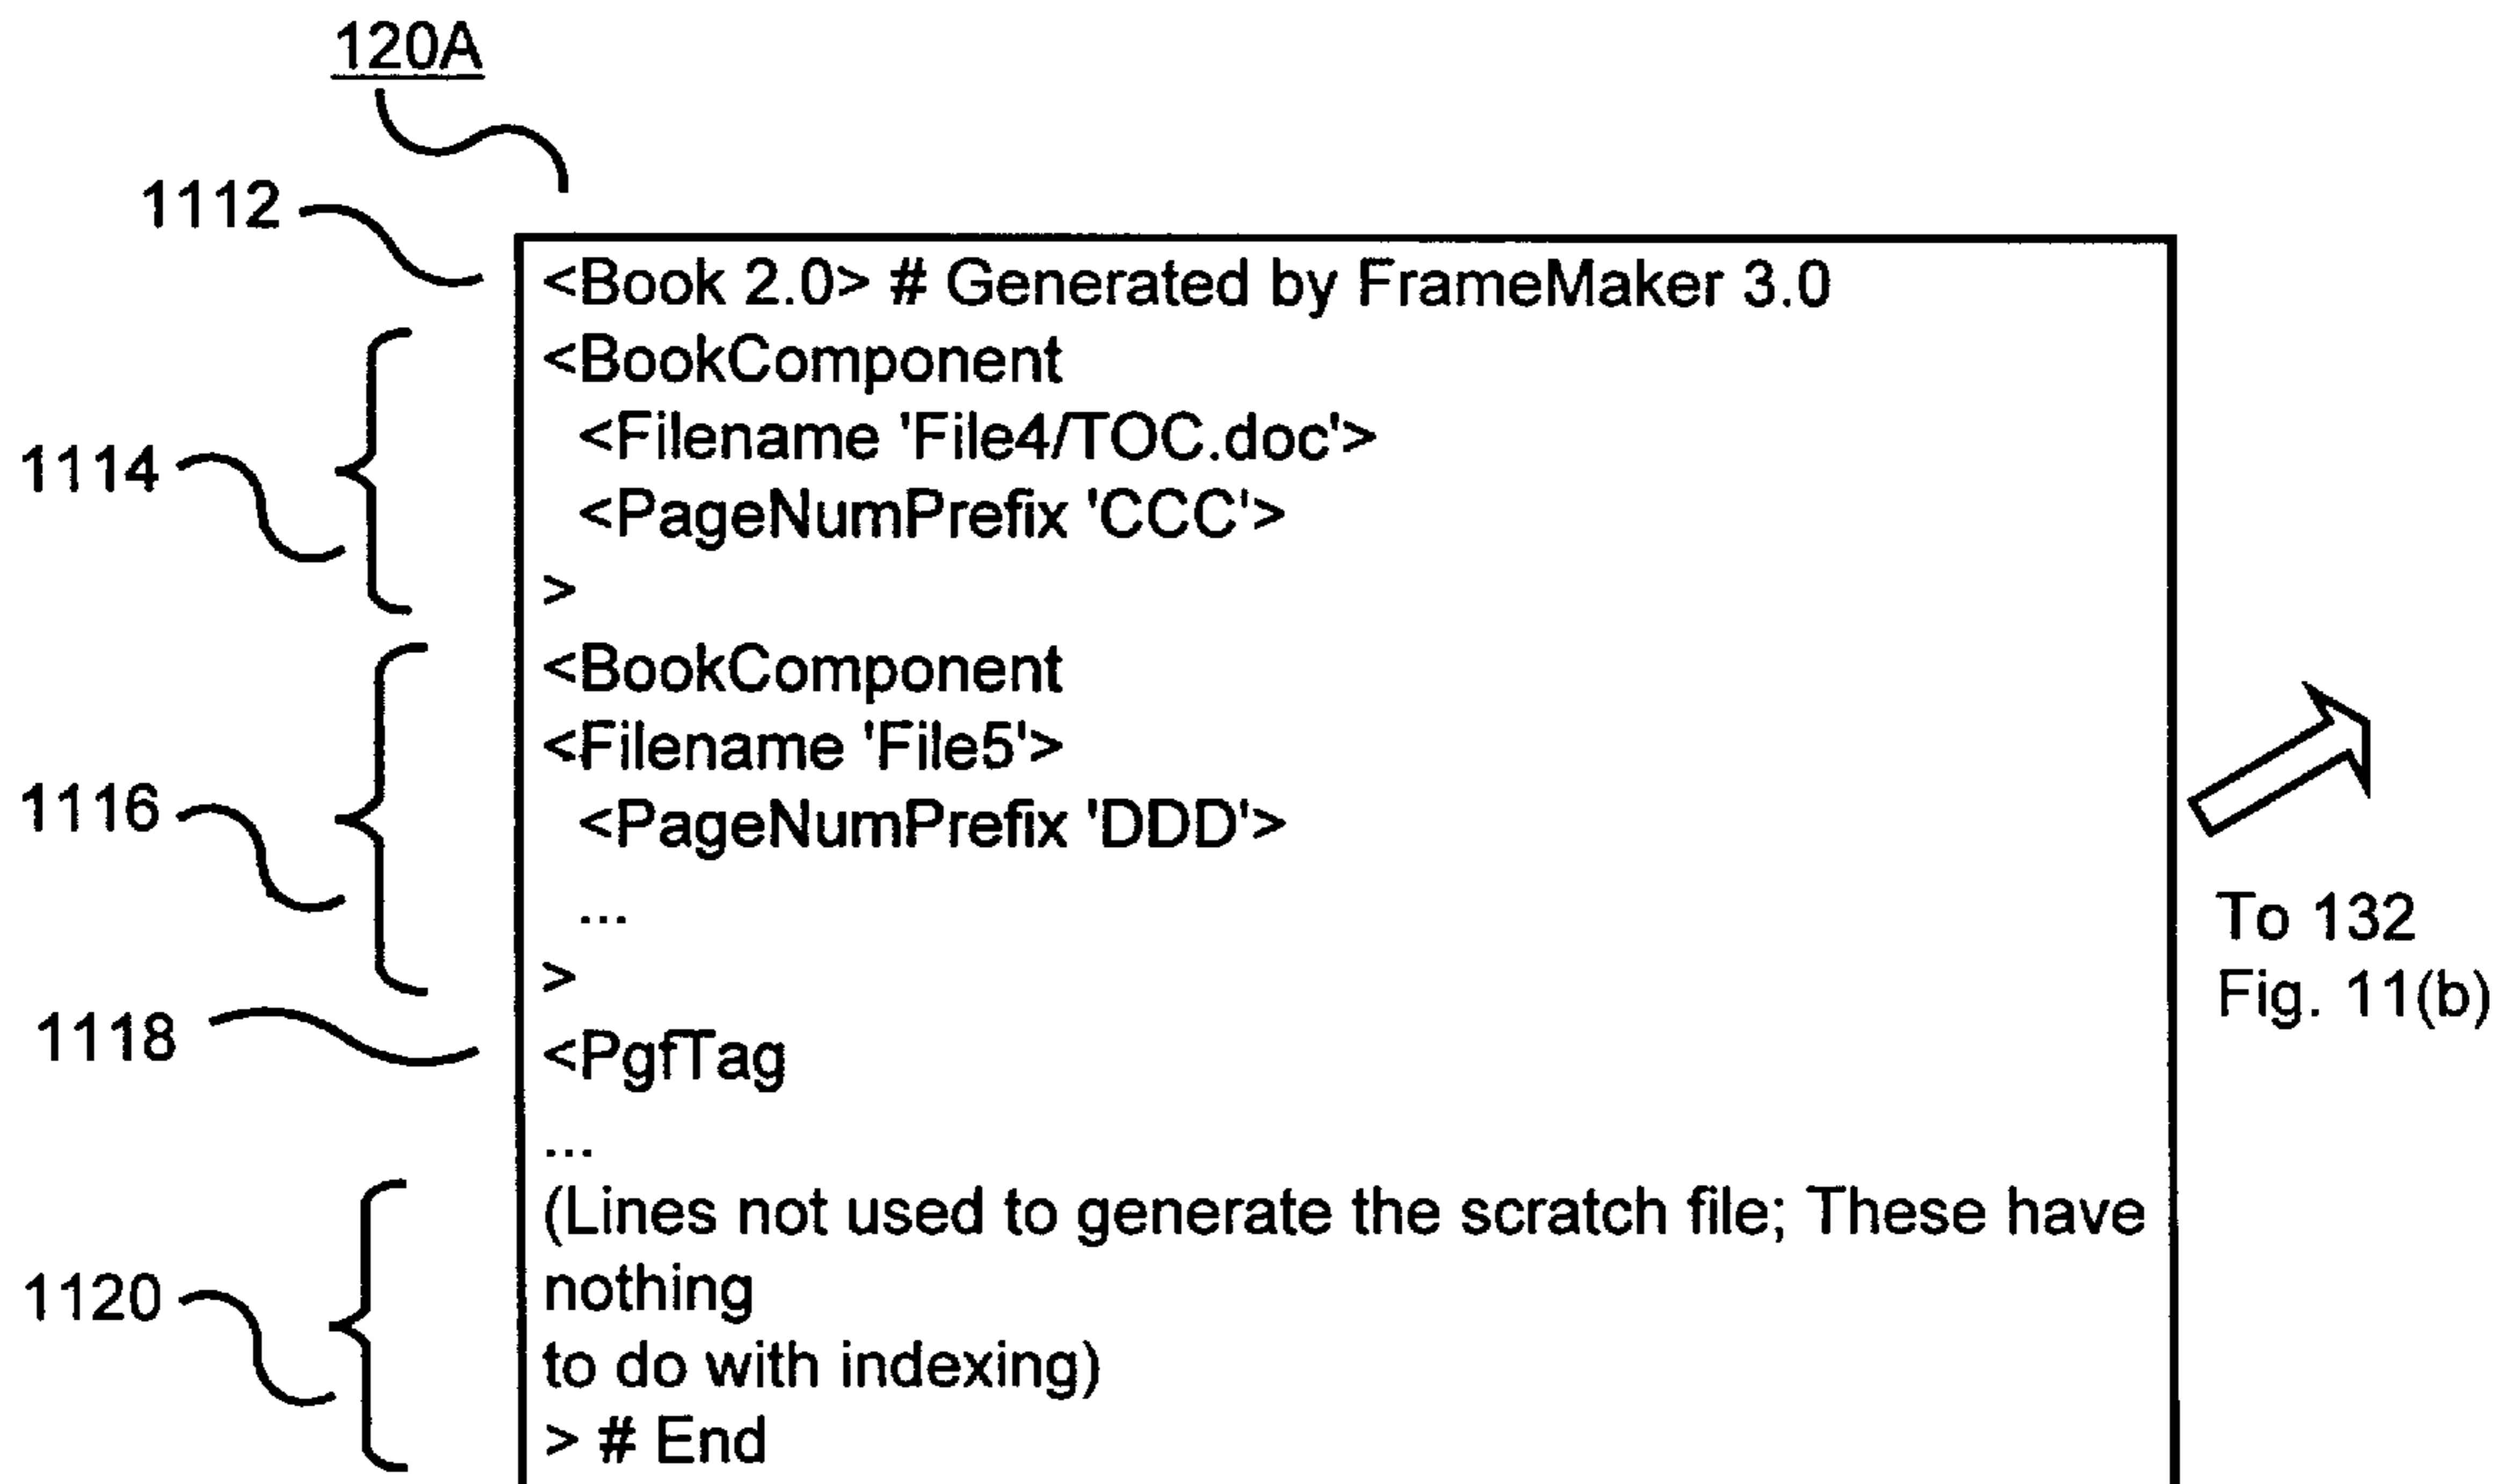 120A
1112
<Book 2.0> # Generated by FrameMaker 3.0
<BookComponent
<Filename 'File4/TOC.doc'>
1114
<PageNumPrefix 'CCC'>
>
<BookComponent
<Filename 'File5'>
1116
<PageNumPrefix 'DDD'>
...
>
To 132
Fig. 11(b)
1118
<PgfTag
...
(Lines not used to generate the scratch file; These have
nothing
1120
to do with indexing)
> # End